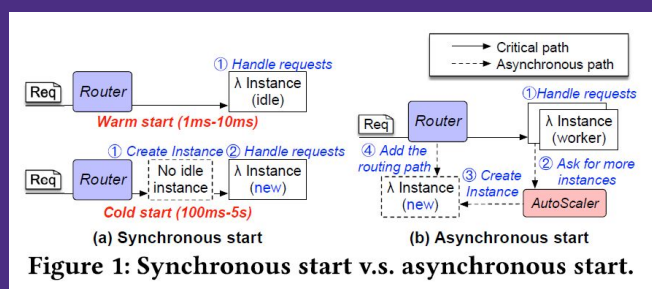 Critical path
Asynchronous path
① Handle requests
Req
Router
λ Instance
(idle)
Warm start (1ms-10ms)
① Create Instance ② Handle requests
Req
Router
No idle
instance
λ Instance
(new)
Cold start (100ms-5s)
(a) Synchronous start
①Handle requests
Req
Router
λ Instance
(worker)
④ Add the
routing path
② Ask for more
instances
λ Instance
(new)
③ Create
Instance
AutoScaler
(b) Asynchronous start
Figure 1: Synchronous start v.s. asynchronous start.